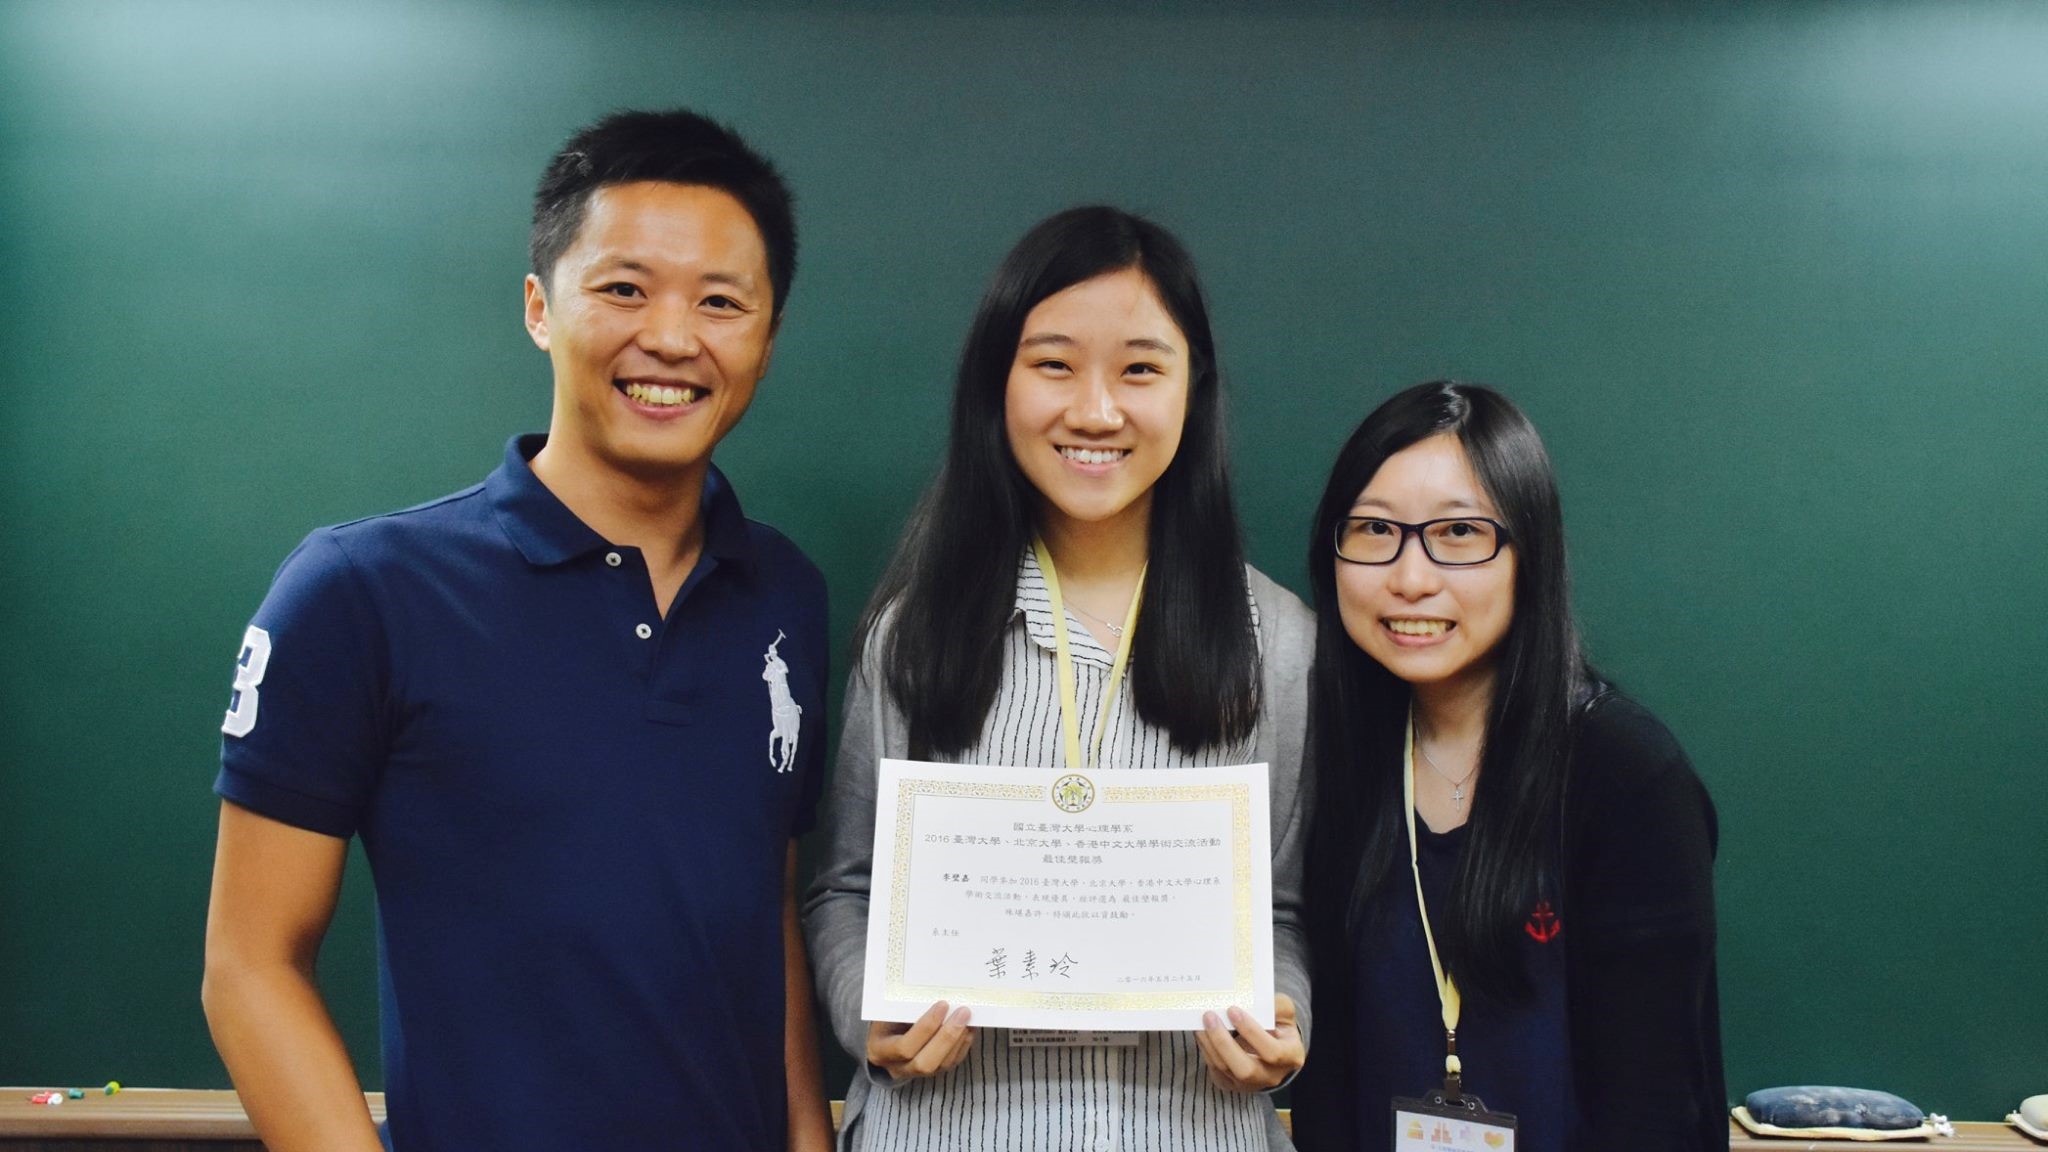 3
國立臺灣大學心理學系
2016 臺灣大學、北京大學、香港中文大學學術交流活動
最佳壁報獎
李璧嘉 同學參加 2016 臺灣大學、北京大學、香港中文大學心理系
學術交流活動，表現優異，經評選為 最佳壁報獎，
殊堪嘉許，特頒此狀以資鼓勵。
系主任
葉素玲
二零一六年五月二十五日